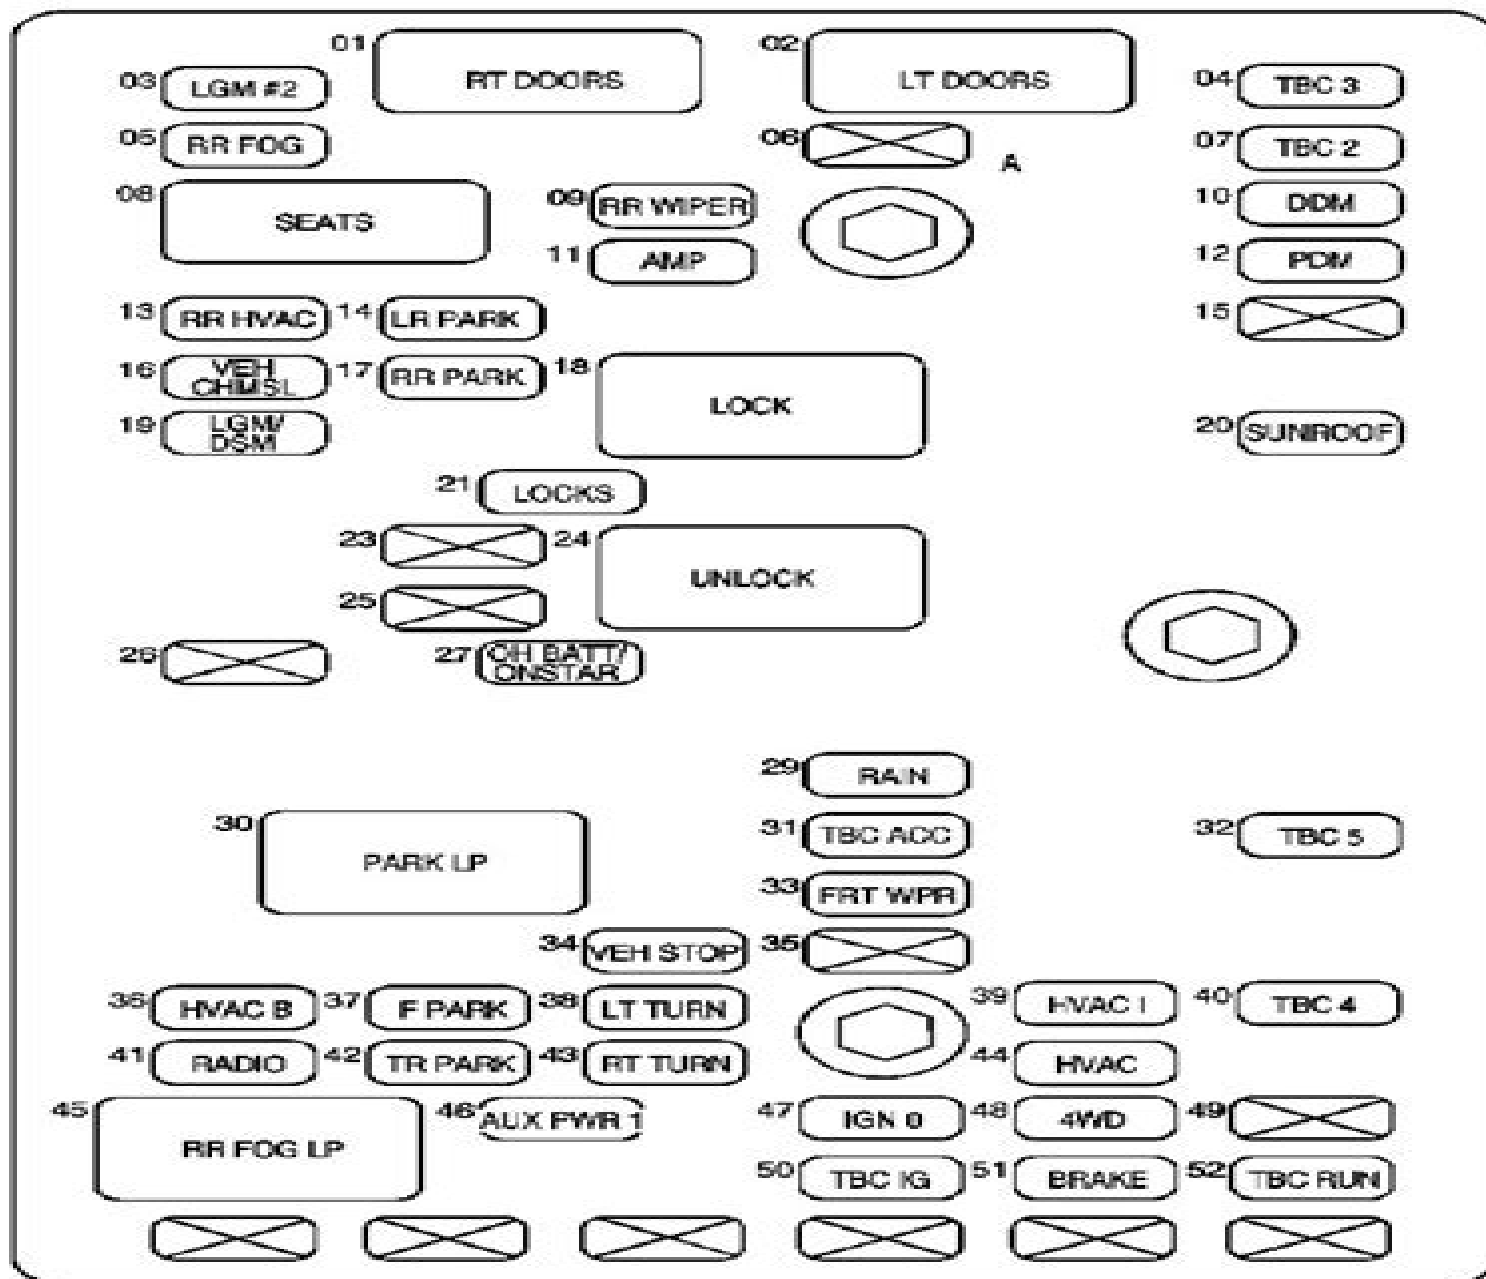 01 RT DOORS
02 LT DOORS
03 LGM #2
04 TBC 3
05 RR FOG
06
A
07 TBC 2
08 SEATS
09 RR WIPER
10 DDM
11 AMP
12 PDM
13 RR HVAC
14 LR PARK
15
16 VEH
CHMSL
17 RR PARK
18 LOCK
19 LGM/
DSM
20 SUNROOF
21 LOCKS
23
24 UNLOCK
25
26
27 OH BATT/
ONSTAR
29 RAIN
30 PARK LP
31 TBC ACC
32 TBC 5
33 FRT WPR
34 VEH STOP
35
36 HVAC B
37 F PARK
38 LT TURN
39 HVAC I
40 TBC 4
41 RADIO
42 TR PARK
43 RT TURN
44 HVAC
45 RR FOG LP
46 AUX PWR 1
47 IGN 0
48 4WD
49
50 TBC IG
51 BRAKE
52 TBC RUN